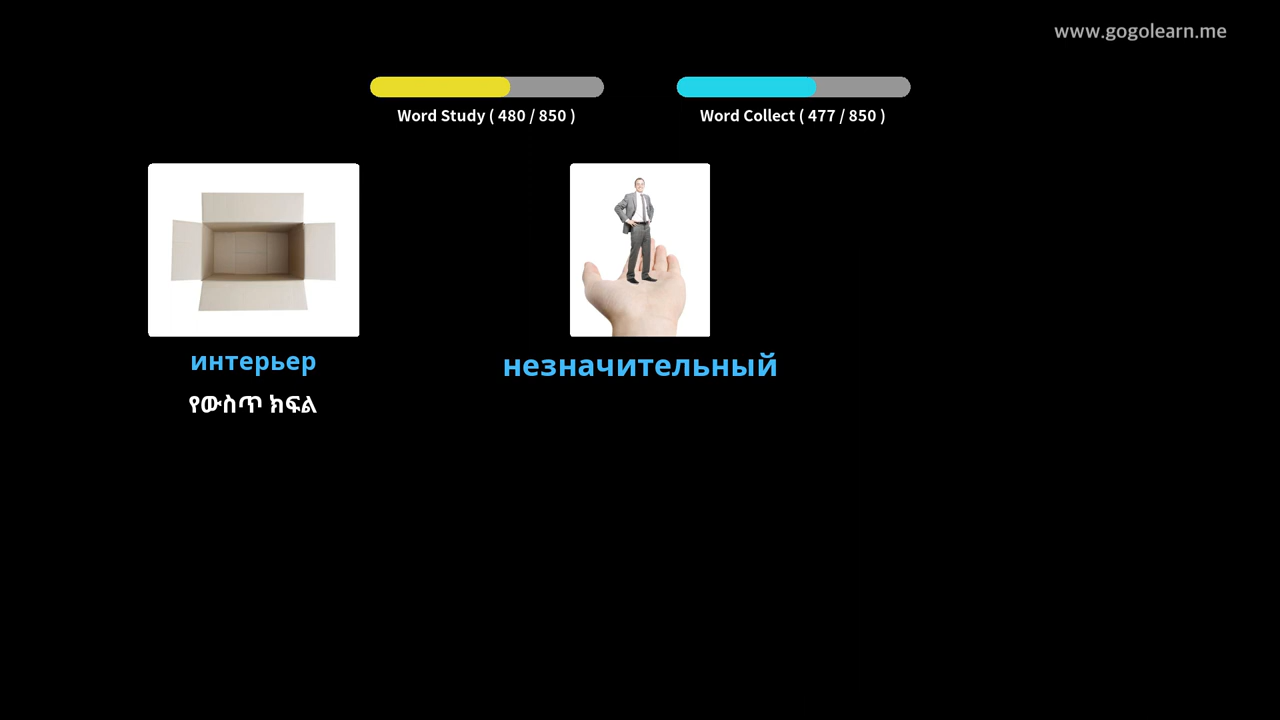 www.gogolearn.me
Word Study ( 480 / 850 )
Word Collect ( 477 / 850 )
интерьер
የውስጥ ክፍል
незначительный